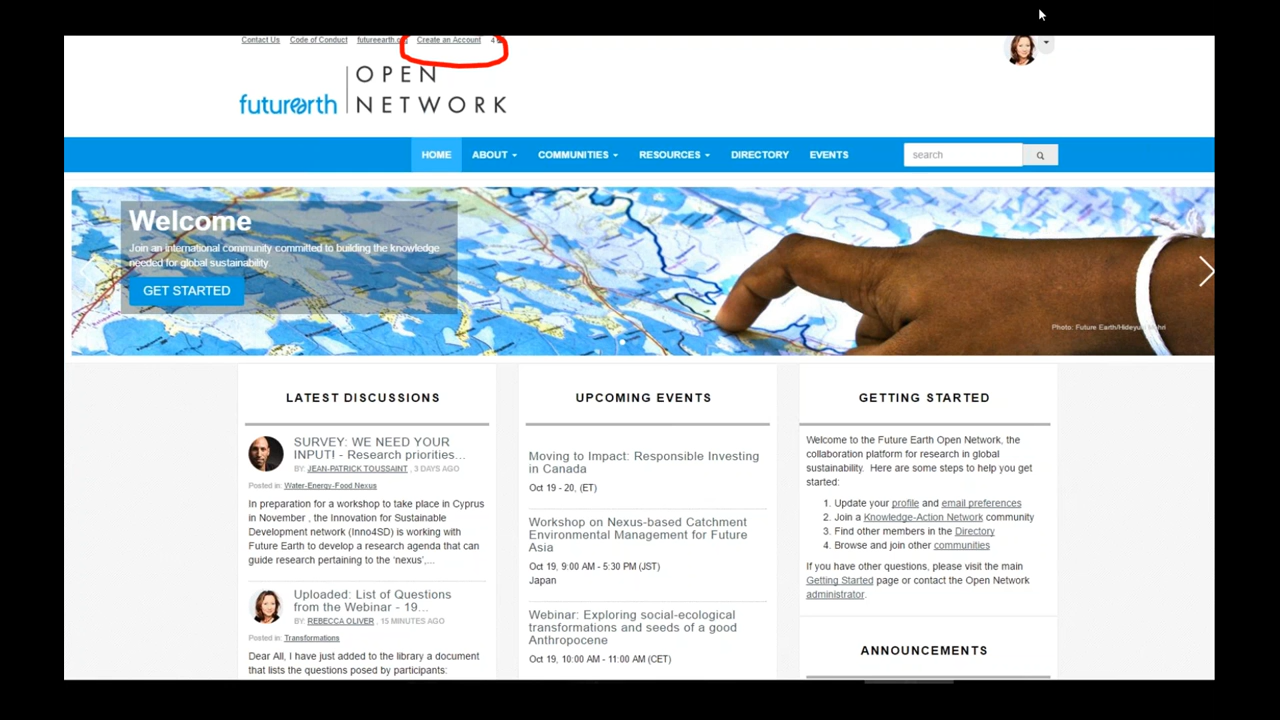 Contact Us Code of Conduct futureearth.org Create an Account 4
futurearth
OPEN
NETWORK
HOME ABOUT COMMUNITIES RESOURCES DIRECTORY EVENTS search
Welcome
Join an international community committed to building the knowledge
needed for global sustainability.
GET STARTED
Photo: Future Earth/Hideyuki Mohri
LATEST DISCUSSIONS
SURVEY: WE NEED YOUR
INPUT! - Research priorities...
BY: JEAN-PATRICK TOUSSAINT , 3 DAYS AGO
Posted in: Water-Energy-Food Nexus
In preparation for a workshop to take place in Cyprus
in November , the Innovation for Sustainable
Development network (Inno4SD) is working with
Future Earth to develop a research agenda that can
guide research pertaining to the 'nexus',...
Uploaded: List of Questions
from the Webinar - 19...
BY: REBECCA OLIVER , 15 MINUTES AGO
Posted in: Transformations
Dear All, I have just added to the library a document
that lists the questions posed by participants:
UPCOMING EVENTS
Moving to Impact: Responsible Investing
in Canada
Oct 19 - 20, (ET)
Workshop on Nexus-based Catchment
Environmental Management for Future
Asia
Oct 19, 9:00 AM - 5:30 PM (JST)
Japan
Webinar: Exploring social-ecological
transformations and seeds of a good
Anthropocene
Oct 19, 10:00 AM - 11:00 AM (CET)
GETTING STARTED
Welcome to the Future Earth Open Network, the
collaboration platform for research in global
sustainability. Here are some steps to help you get
started:
1. Update your profile and email preferences
2. Join a Knowledge-Action Network community
3. Find other members in the Directory
4. Browse and join other communities
If you have other questions, please visit the main
Getting Started page or contact the Open Network
administrator.
ANNOUNCEMENTS